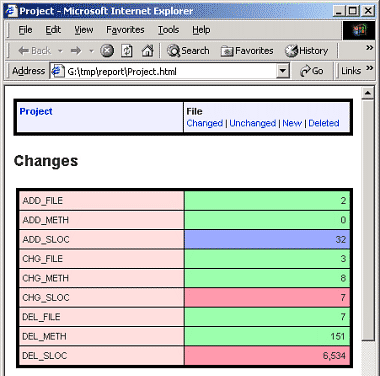 Project - Microsoft Internet Explorer
File Edit View Favorites Tools Help
Back Search Favorites History »
Address G:\tmp\report\Project.html Go Links »
Project File
Changed | Unchanged | New | Deleted
Changes
ADD_FILE 2
ADD_METH 0
ADD_SLOC 32
CHG_FILE 3
CHG_METH 8
CHG_SLOC 7
DEL_FILE 7
DEL_METH 151
DEL_SLOC 6,534